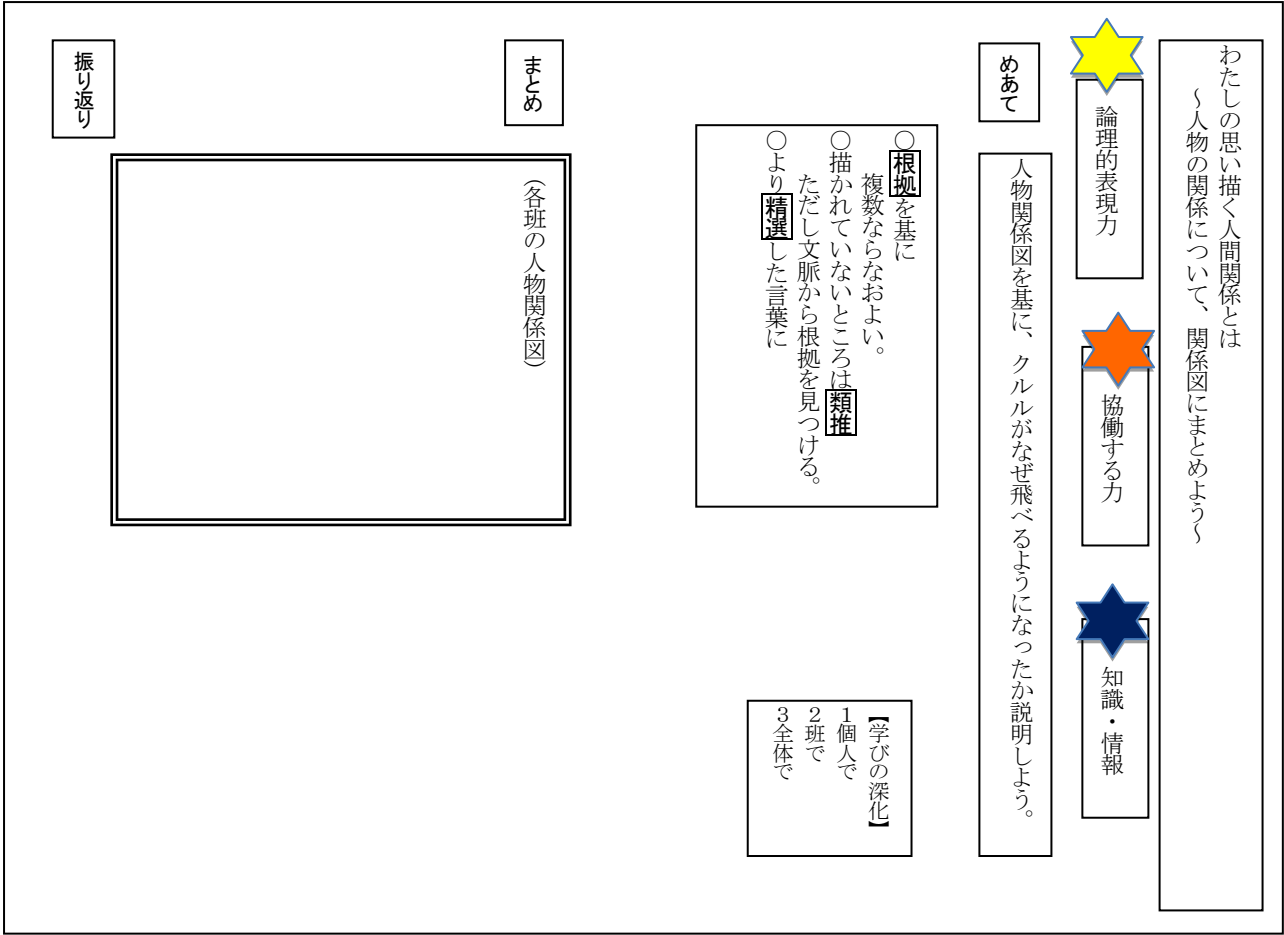 わたしの思い描く人間関係とは
～人物の関係について、関係図にまとめよう～
論理的表現力
協働する力
知識・情報
めあて
人物関係図を基に、クルルがなぜ飛べるようになったか説明しよう。
○根拠を基に
複数ならなおよい。
○描かれていないところは類推
ただし文脈から根拠を見つける。
○より精選した言葉に
【学びの深化】
１個人で
２班で
３全体で
まとめ
（各班の人物関係図）
振り返り